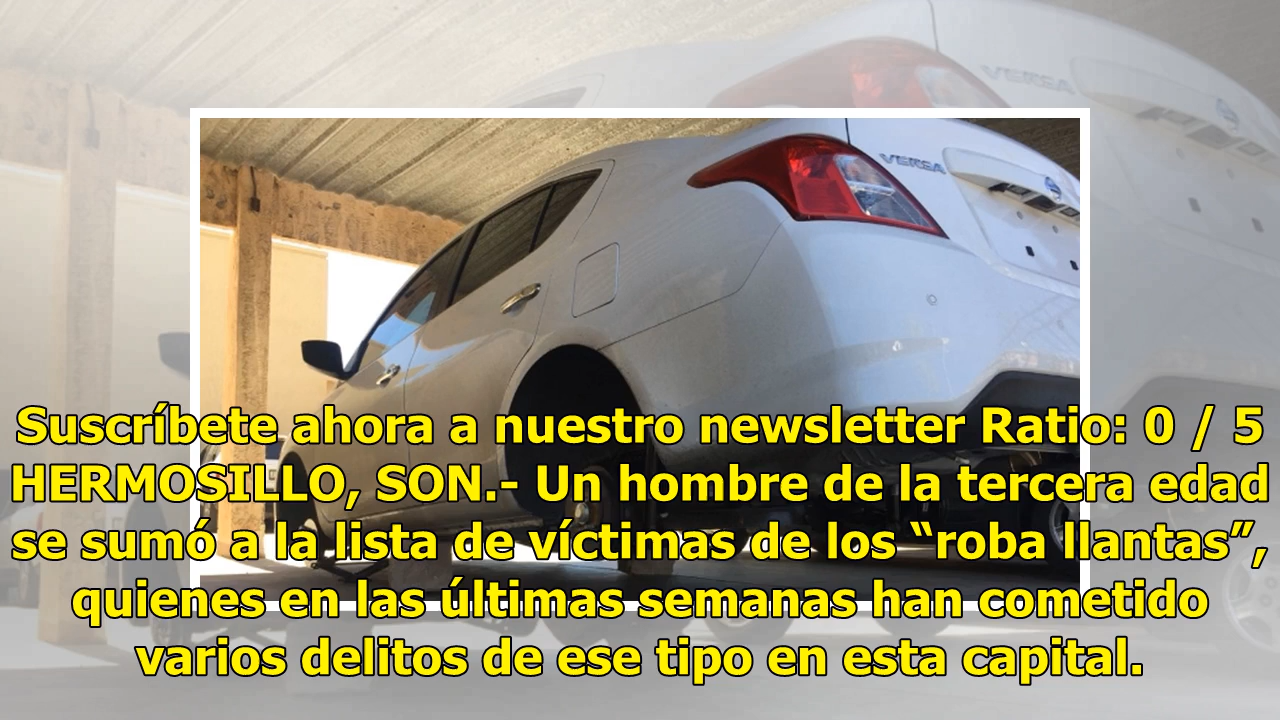 VERSA
VERSA
Suscríbete ahora a nuestro newsletter Ratio: 0 / 5
HERMOSILLO, SON.- Un hombre de la tercera edad
se sumó a la lista de víctimas de los “roba llantas”,
quienes en las últimas semanas han cometido
varios delitos de ese tipo en esta capital.